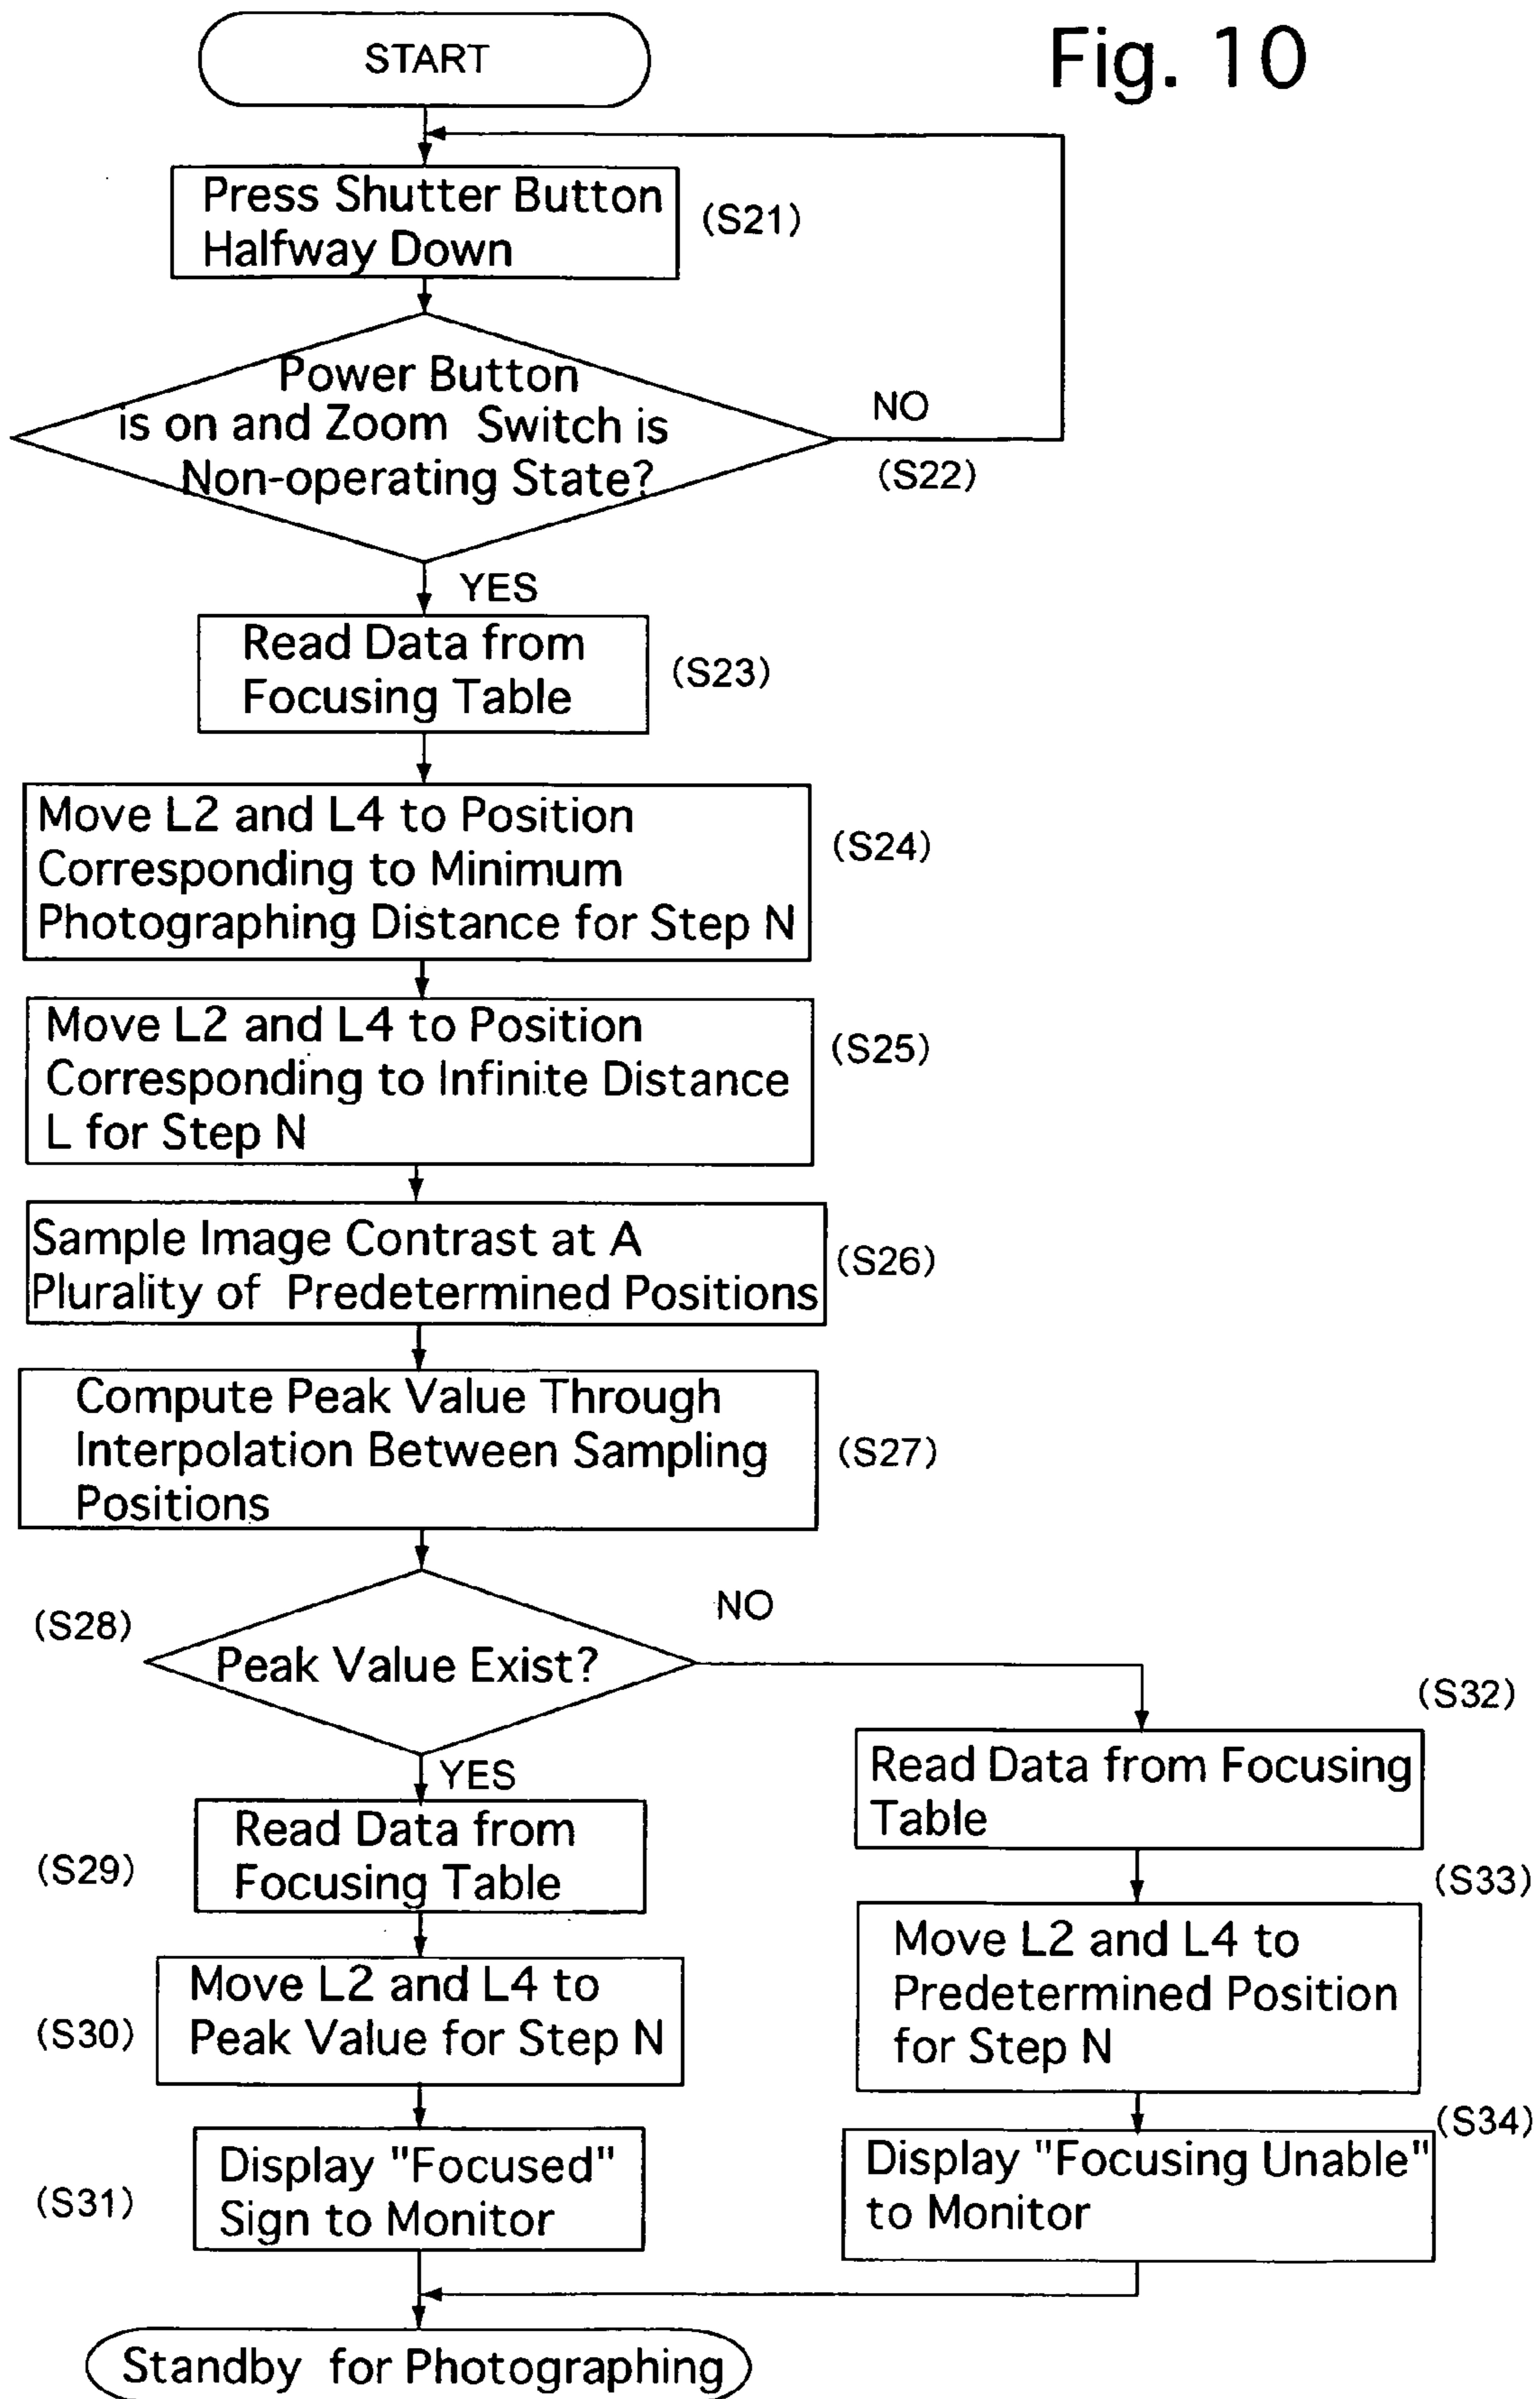 Fig. 10
START
Press Shutter Button
Halfway Down
(S21)
Power Button
is on and Zoom Switch is
Non-operating State?
NO
(S22)
YES
Read Data from
Focusing Table
(S23)
Move L2 and L4 to Position
Corresponding to Minimum
Photographing Distance for Step N
(S24)
Move L2 and L4 to Position
Corresponding to Infinite Distance
L for Step N
(S25)
Sample Image Contrast at A
Plurality of Predetermined Positions
(S26)
Compute Peak Value Through
Interpolation Between Sampling
Positions
(S27)
(S28)
Peak Value Exist?
NO
YES
(S29)
Read Data from
Focusing Table
(S30)
Move L2 and L4 to
Peak Value for Step N
(S31)
Display "Focused"
Sign to Monitor
(S32)
Read Data from Focusing
Table
(S33)
Move L2 and L4 to
Predetermined Position
for Step N
(S34)
Display "Focusing Unable"
to Monitor
Standby for Photographing